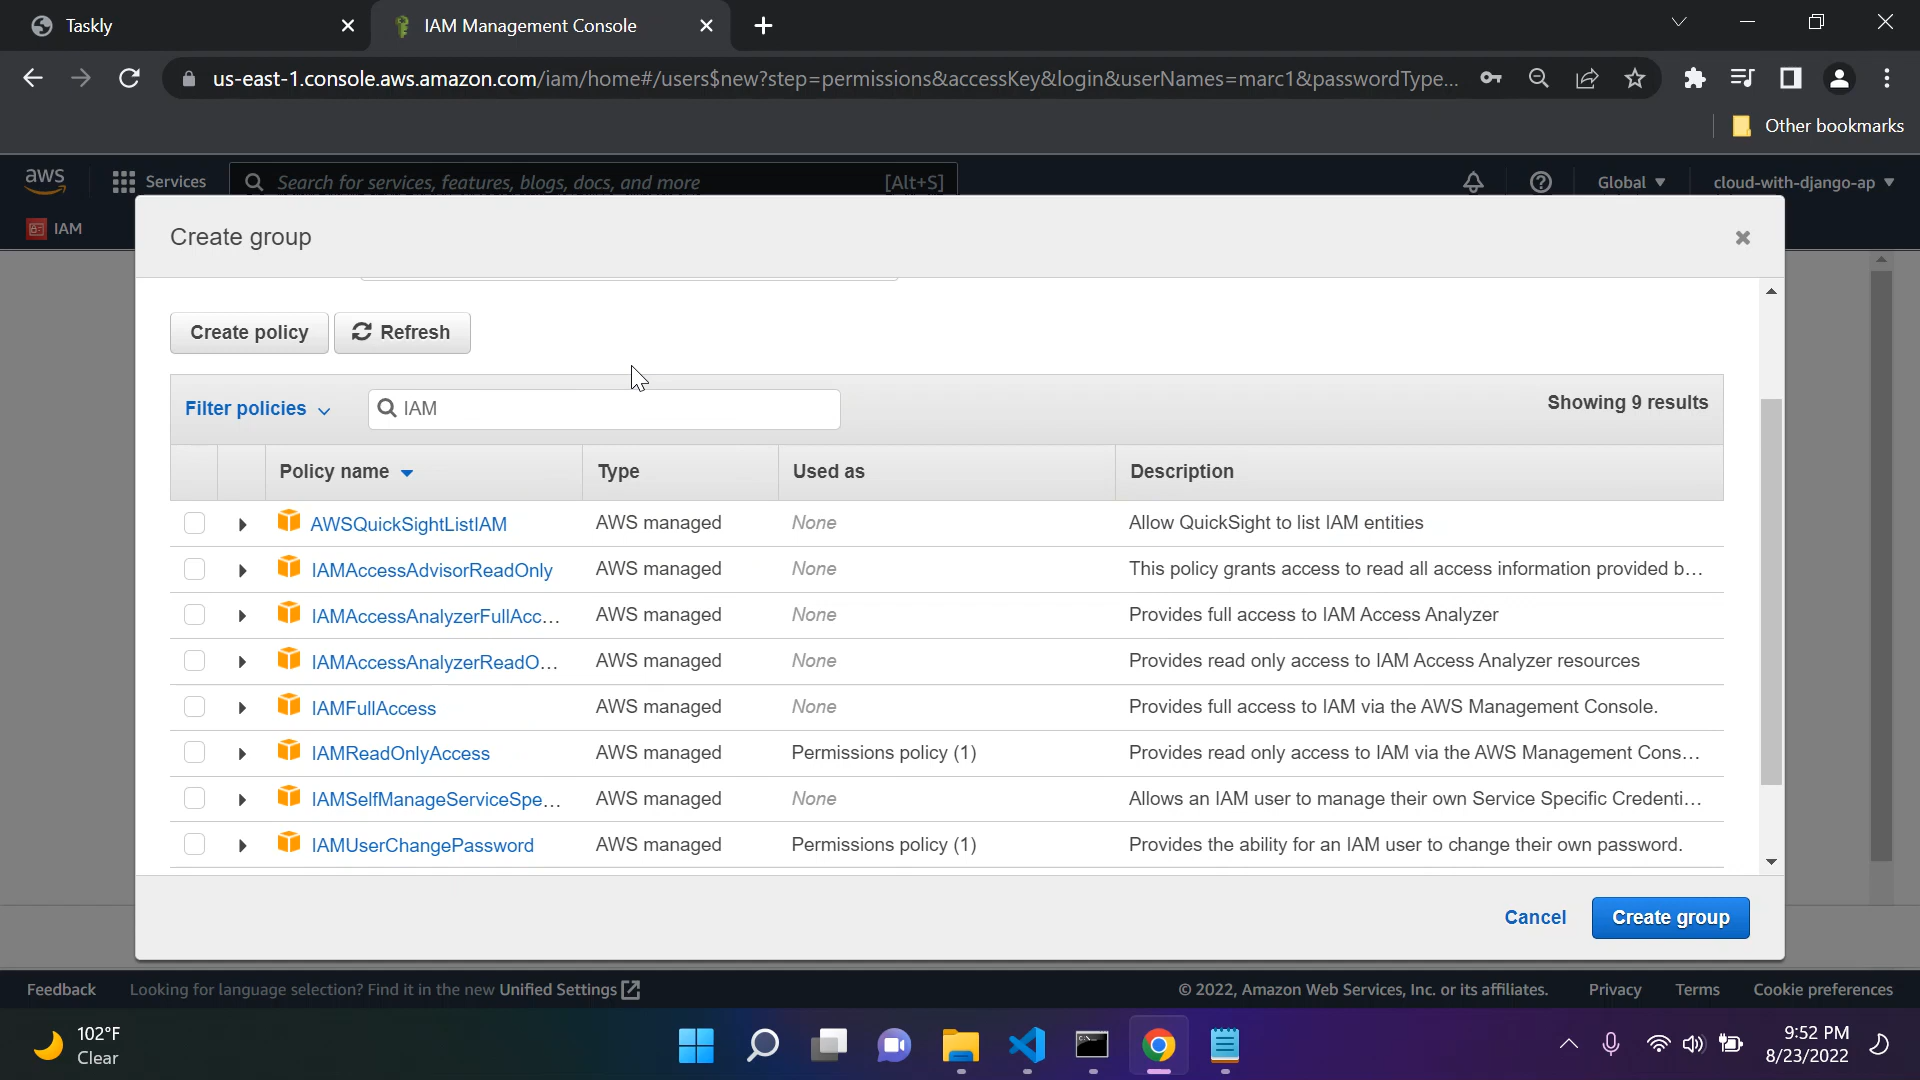 Taskly
IAM Management Console
us-east-1.console.aws.amazon.com/iam/home#/users$new?step=permissions&accessKey&login&userNames=marc1&passwordType...
Other bookmarks
aws
Services
Search for services, features, blogs, docs, and more [Alt+S]
Global
cloud-with-django-ap
IAM
Create group
Create policy
Refresh
Filter policies
IAM
Showing 9 results
Policy name Type Used as Description
AWSQuickSightListIAM AWS managed None Allow QuickSight to list IAM entities
IAMAccessAdvisorReadOnly AWS managed None This policy grants access to read all access information provided b...
IAMAccessAnalyzerFullAcc... AWS managed None Provides full access to IAM Access Analyzer
IAMAccessAnalyzerReadO... AWS managed None Provides read only access to IAM Access Analyzer resources
IAMFullAccess AWS managed None Provides full access to IAM via the AWS Management Console.
IAMReadOnlyAccess AWS managed Permissions policy (1) Provides read only access to IAM via the AWS Management Cons...
IAMSelfManageServiceSpe... AWS managed None Allows an IAM user to manage their own Service Specific Credenti...
IAMUserChangePassword AWS managed Permissions policy (1) Provides the ability for an IAM user to change their own password.
Cancel
Create group
Feedback Looking for language selection? Find it in the new Unified Settings © 2022, Amazon Web Services, Inc. or its affiliates. Privacy Terms Cookie preferences
102°F
Clear
9:52 PM
8/23/2022